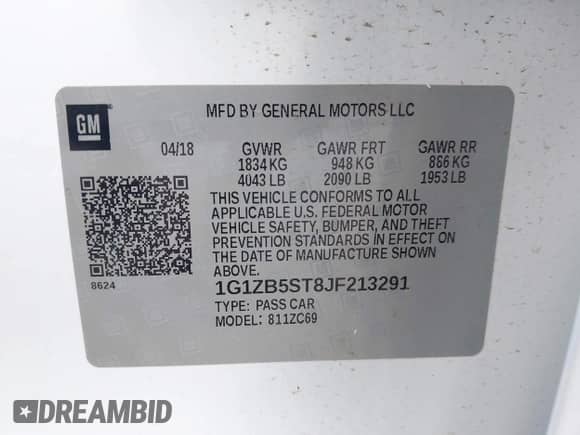 GM
MFD BY GENERAL MOTORS LLC
04/18 GVWR GAWR FRT GAWR RR
1834 KG 948 KG 886 KG
4043 LB 2090 LB 1953 LB
THIS VEHICLE CONFORMS TO ALL
APPLICABLE U.S. FEDERAL MOTOR
VEHICLE SAFETY, BUMPER, AND THEFT
PREVENTION STANDARDS IN EFFECT ON
THE DATE OF MANUFACTURE SHOWN
ABOVE.
8624
1G1ZB5ST8JF213291
TYPE: PASS CAR
MODEL: 811ZC69
DREAMBID